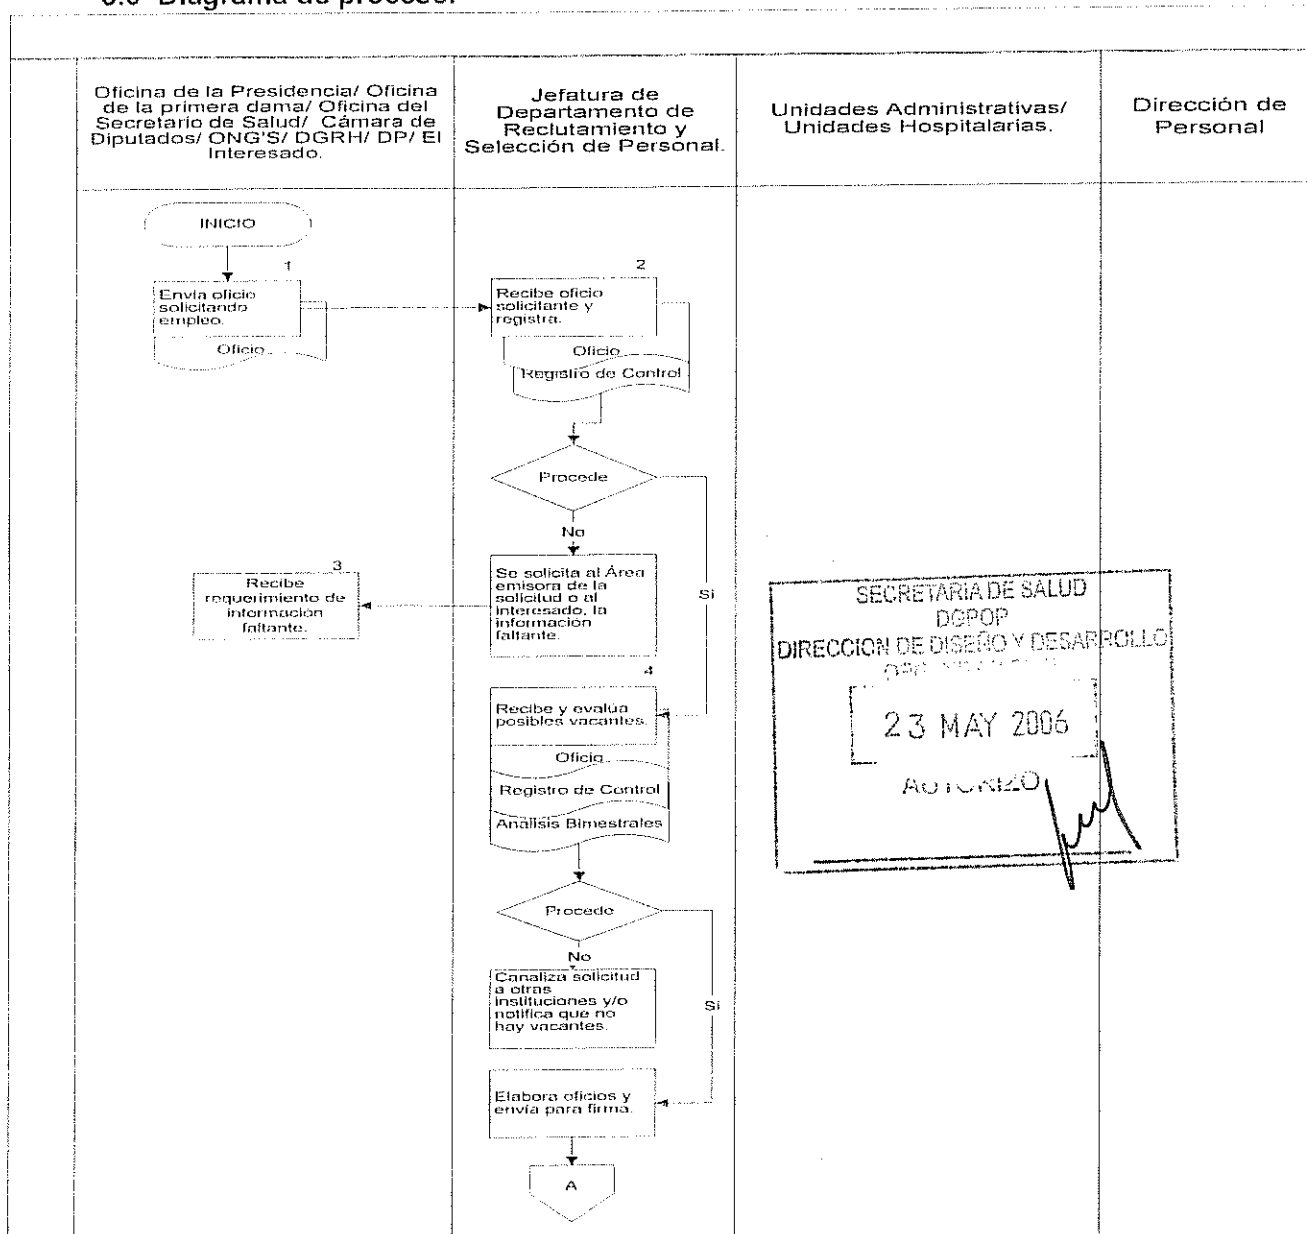 Diagrama de proceso.
Oficina de la Presidencia/ Oficina
de la primera dama/ Oficina del
Secretario de Salud/ Cámara de
Diputados/ ONG'S/ DGRH/ DP/ El
Interesado.
Jefatura de
Departamento de
Reclutamiento y
Selección de Personal.
Unidades Administrativas/
Unidades Hospitalarias.
Dirección de
Personal
INICIO
1
Envía oficio
solicitando
empleo.
Oficio
2
Recibe oficio
solicitante y
registra.
Oficio
Registro de Control
Procede
No
Si
3
Recibe
requerimiento de
información
faltante.
Se solicita al Área
emisora de la
solicitud o al
interesado, la
información
faltante.
4
Recibe y evalúa
posibles vacantes.
Oficio
Registro de Control
Análisis Bimestrales
Procede
No
Si
Canaliza solicitud
a otras
instituciones y/o
notifica que no
hay vacantes.
Elabora oficios y
envía para firma.
A
SECRETARIA DE SALUD
DGPOP
DIRECCION DE DISEÑO Y DESARROLLO
23 MAY 2006
AUTORIZO